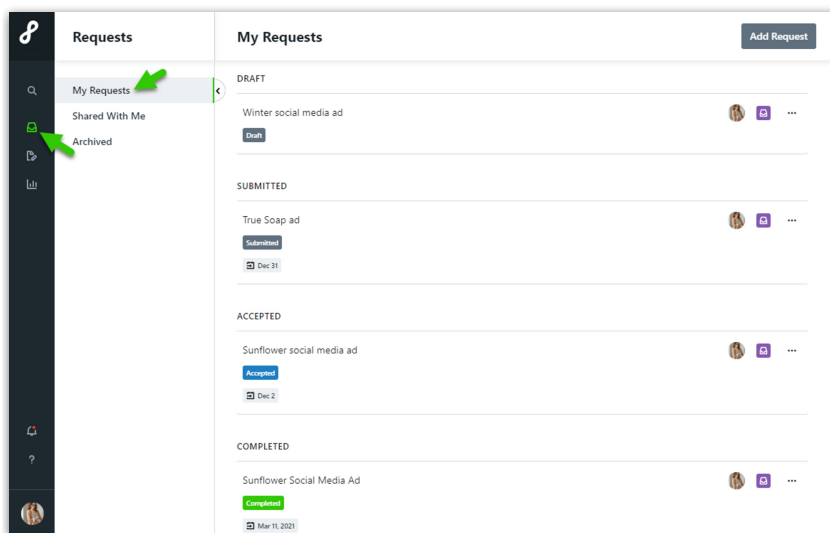 Requests
My Requests
Shared With Me
Archived
My Requests
Add Request
DRAFT
Winter social media ad
Draft
SUBMITTED
True Soap ad
Submitted
Dec 31
ACCEPTED
Sunflower social media ad
Accepted
Dec 2
COMPLETED
Sunflower Social Media Ad
Completed
Mar 11, 2021
?